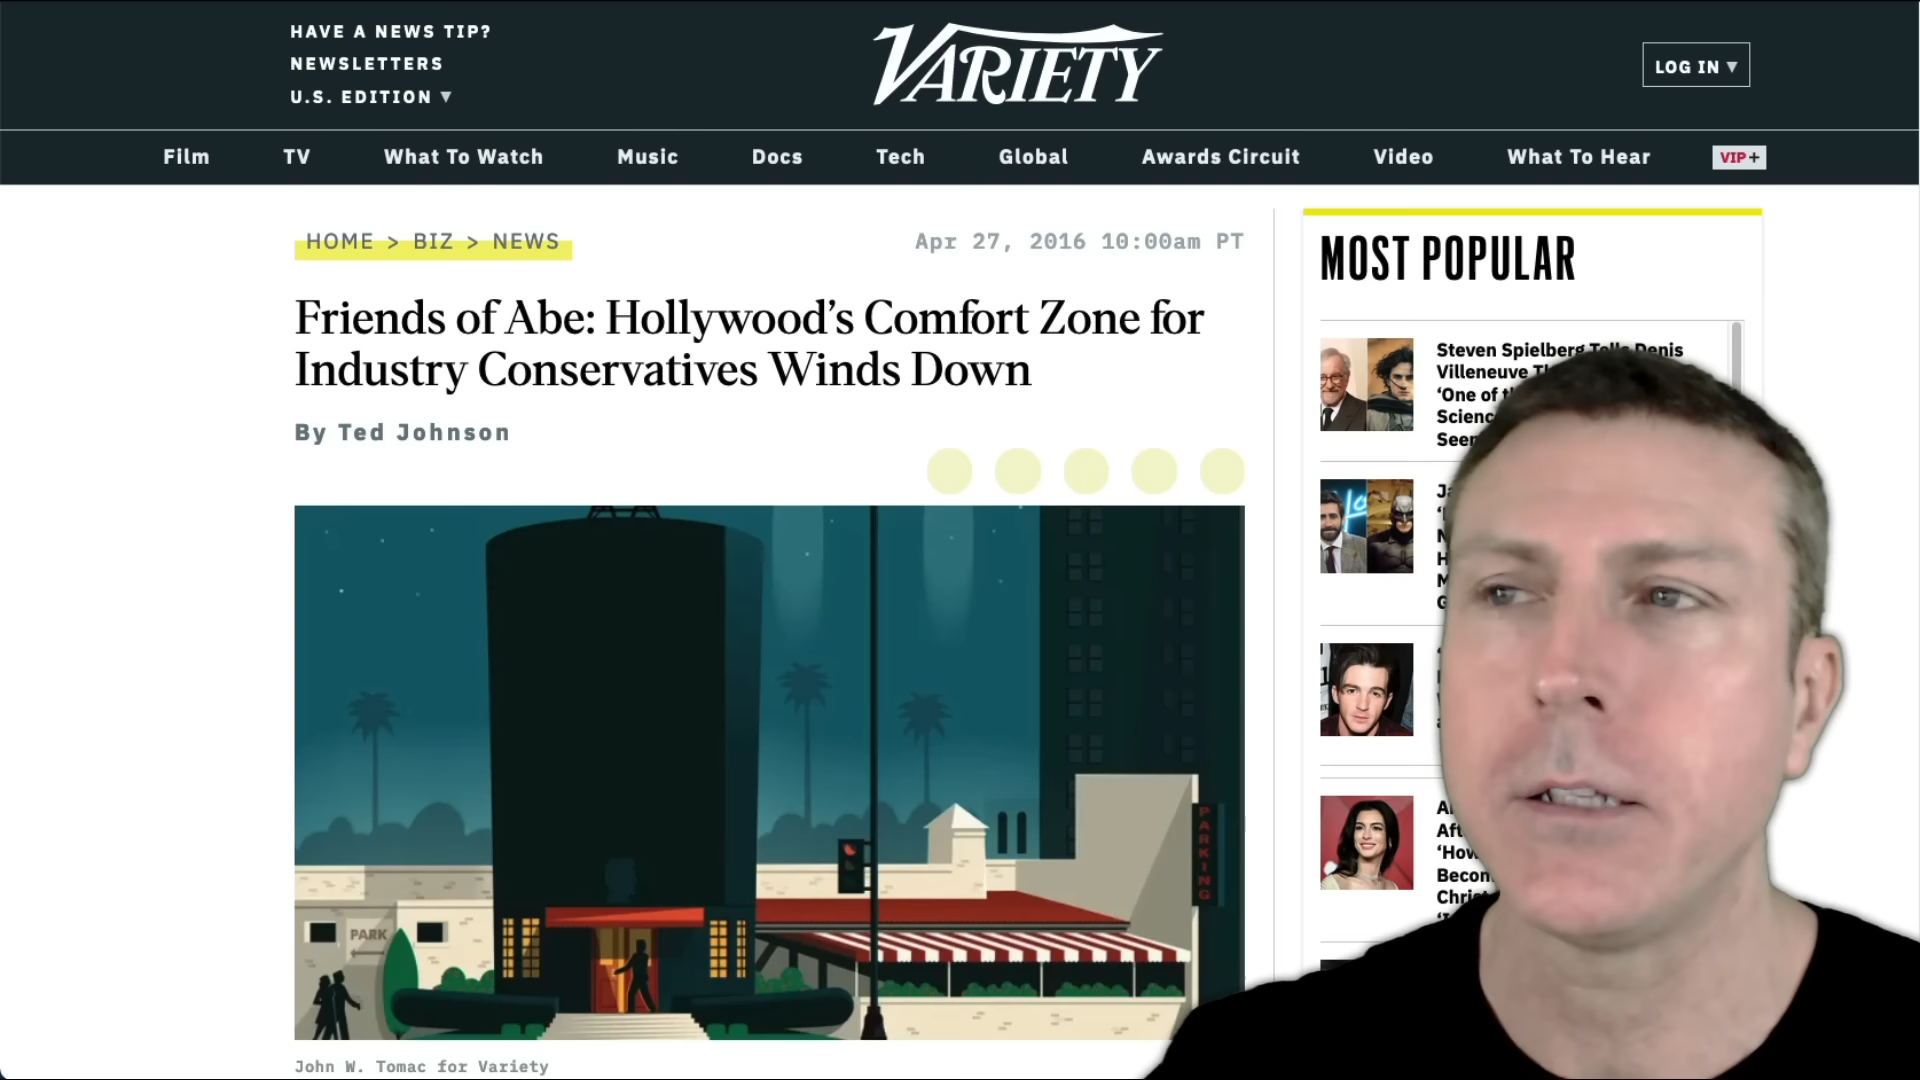 HAVE A NEWS TIP?
NEWSLETTERS
U.S. EDITION ▼
VARIETY
LOG IN ▼
Film TV What To Watch Music Docs Tech Global Awards Circuit Video What To Hear VIP+
HOME > BIZ > NEWS
Apr 27, 2016 10:00am PT
Friends of Abe: Hollywood's Comfort Zone for
Industry Conservatives Winds Down
By Ted Johnson
PARK
PARKING
John W. Tomac for Variety
MOST POPULAR
Steven Spielberg Tells Denis
Villeneuve
'One of